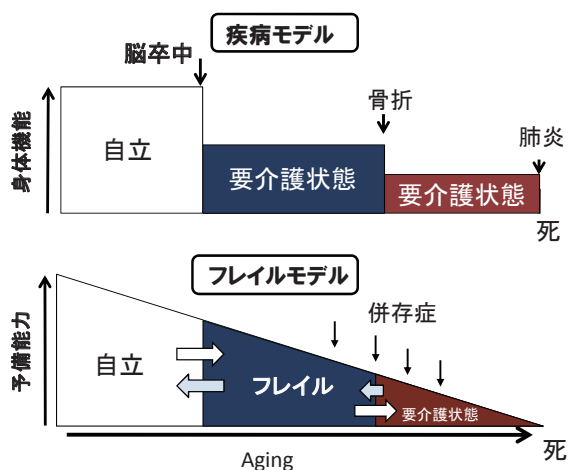 疾病モデル
脳卒中
骨折
肺炎
身体機能
自立
要介護状態
要介護状態
死
フレイルモデル
予備能力
併存症
自立
フレイル
要介護状態
死
Aging